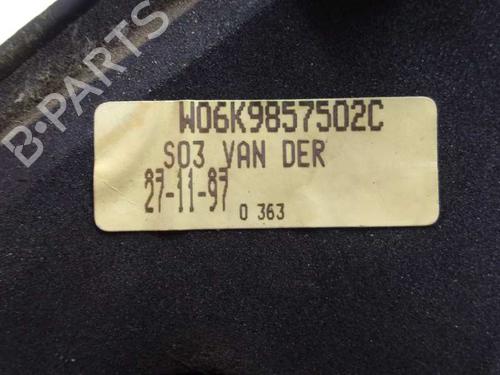 W06K9857502C
S03 VAN DER
27-11-97
0 363
B-PARTS